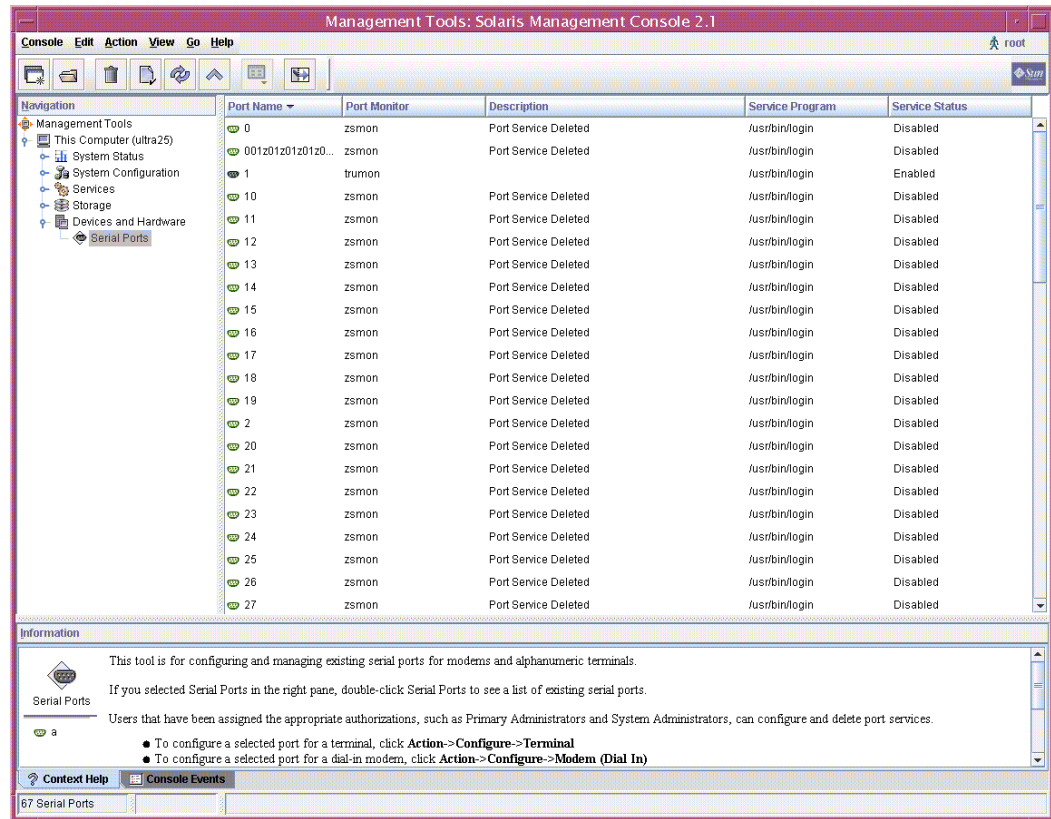 Management Tools: Solaris Management Console 2.1
Console Edit Action View Go Help root
Sun
Navigation
Management Tools
This Computer (ultra25)
System Status
System Configuration
Services
Storage
Devices and Hardware
Serial Ports
Port Name Port Monitor Description Service Program Service Status
0 zsmon Port Service Deleted /usr/bin/login Disabled
001z01z01z01z0... zsmon Port Service Deleted /usr/bin/login Disabled
1 trumon /usr/bin/login Enabled
10 zsmon Port Service Deleted /usr/bin/login Disabled
11 zsmon Port Service Deleted /usr/bin/login Disabled
12 zsmon Port Service Deleted /usr/bin/login Disabled
13 zsmon Port Service Deleted /usr/bin/login Disabled
14 zsmon Port Service Deleted /usr/bin/login Disabled
15 zsmon Port Service Deleted /usr/bin/login Disabled
16 zsmon Port Service Deleted /usr/bin/login Disabled
17 zsmon Port Service Deleted /usr/bin/login Disabled
18 zsmon Port Service Deleted /usr/bin/login Disabled
19 zsmon Port Service Deleted /usr/bin/login Disabled
2 zsmon Port Service Deleted /usr/bin/login Disabled
20 zsmon Port Service Deleted /usr/bin/login Disabled
21 zsmon Port Service Deleted /usr/bin/login Disabled
22 zsmon Port Service Deleted /usr/bin/login Disabled
23 zsmon Port Service Deleted /usr/bin/login Disabled
24 zsmon Port Service Deleted /usr/bin/login Disabled
25 zsmon Port Service Deleted /usr/bin/login Disabled
26 zsmon Port Service Deleted /usr/bin/login Disabled
27 zsmon Port Service Deleted /usr/bin/login Disabled
Information
Serial Ports
a
This tool is for configuring and managing existing serial ports for modems and alphanumeric terminals.
If you selected Serial Ports in the right pane, double-click Serial Ports to see a list of existing serial ports.
Users that have been assigned the appropriate authorizations, such as Primary Administrators and System Administrators, can configure and delete port services.
● To configure a selected port for a terminal, click Action->Configure->Terminal
● To configure a selected port for a dial-in modem, click Action->Configure->Modem (Dial In)
Context Help Console Events
67 Serial Ports